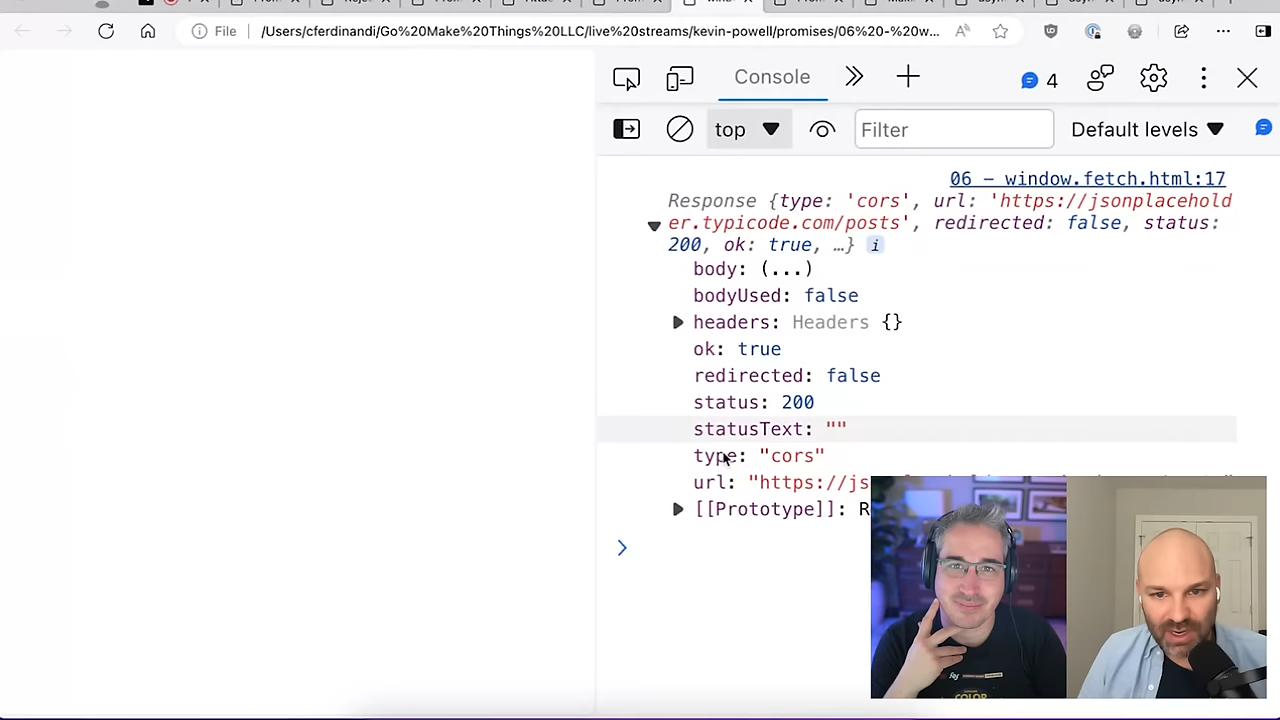 File
/Users/cferdinandi/Go%20Make%20Things%20LLC/live%20streams/kevin-powell/promises/06%20-%20w...
Console
4
top
Filter
Default levels
06 – window.fetch.html:17
Response {type: 'cors', url: 'https://jsonplacehold
er.typicode.com/posts', redirected: false, status:
200, ok: true, …} i
body: (...)
bodyUsed: false
headers: Headers {}
ok: true
redirected: false
status: 200
statusText: ""
type: "cors"
url: "https://js
[[Prototype]]: R
COLOR